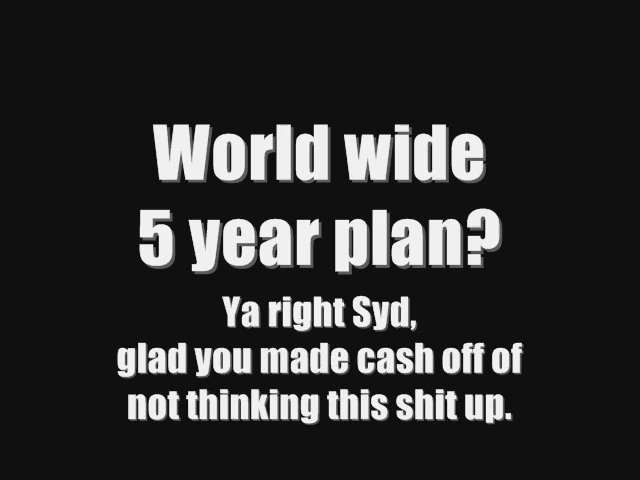 World wide
5 year plan?
Ya right Syd,
glad you made cash off of
not thinking this shit up.